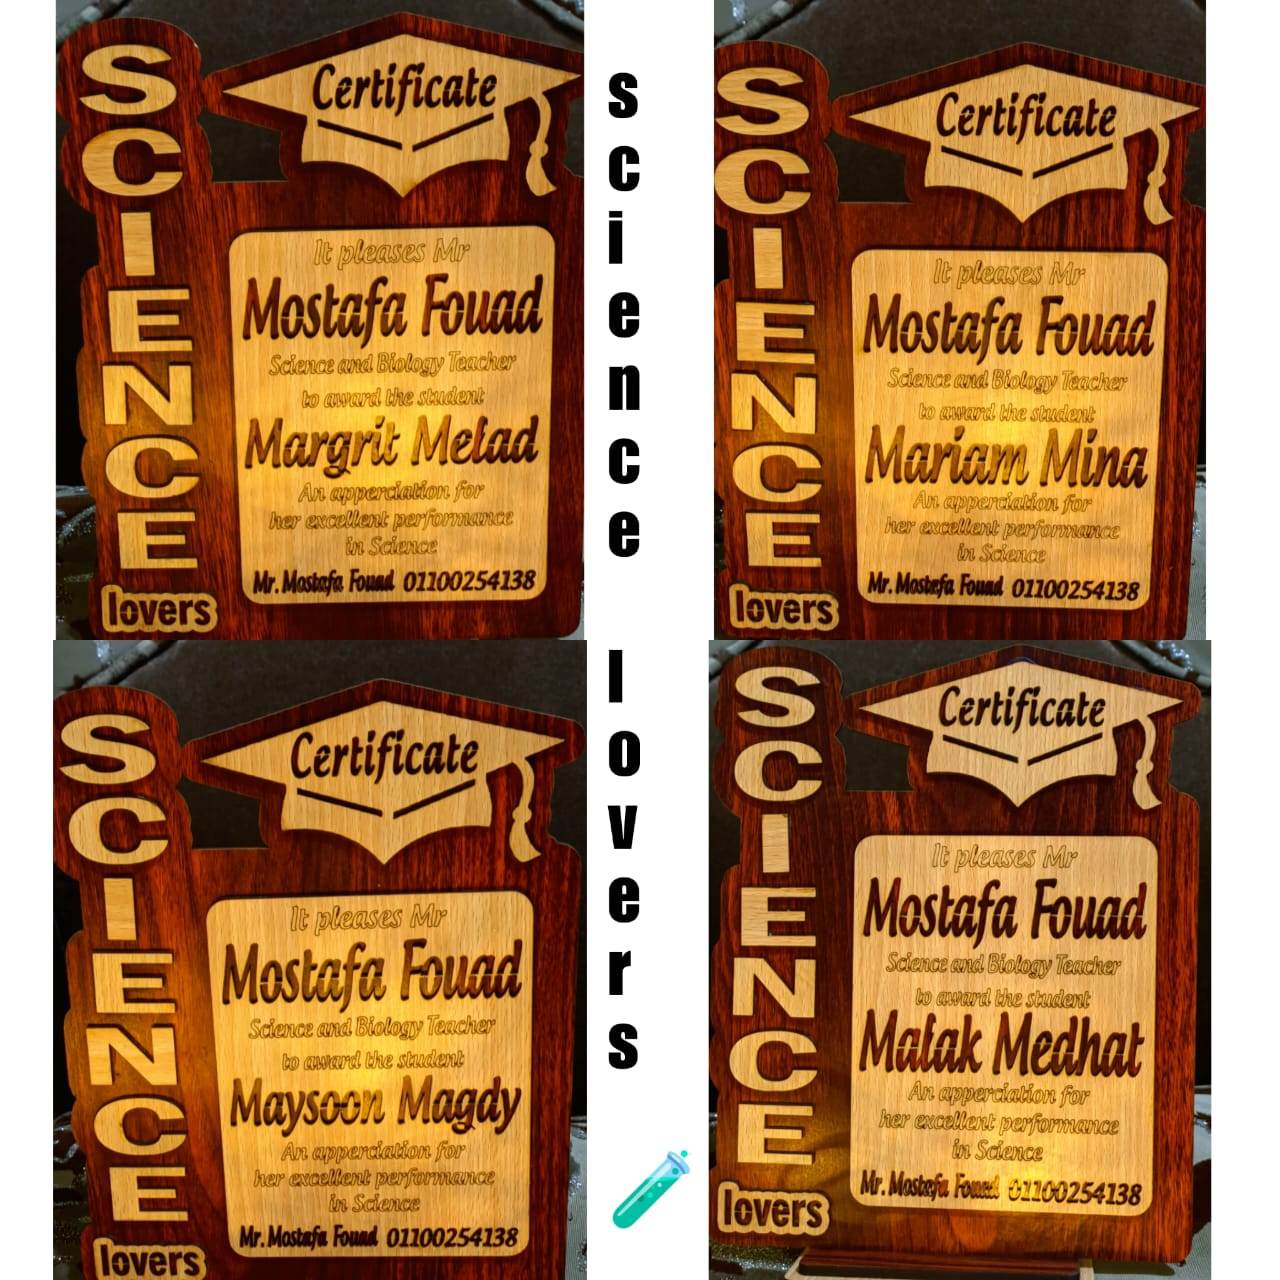 SCIENCE
lovers
Certificate
It pleases Mr
Mostafa Fouad
Science and Biology Teacher
to award the student
Margrit Melad
An apperciation for
her excellent performance
in Science
Mr. Mostafa Fouad 01100254138
science lovers
SCIENCE
lovers
Certificate
It pleases Mr
Mostafa Fouad
Science and Biology Teacher
to award the student
Mariam Mina
An apperciation for
her excellent performance
in Science
Mr. Mostafa Fouad 01100254138
SCIENCE
lovers
Certificate
It pleases Mr
Mostafa Fouad
Science and Biology Teacher
to award the student
Maysoon Magdy
An apperciation for
her excellent performance
in Science
Mr. Mostafa Fouad 01100254138
SCIENCE
lovers
Certificate
It pleases Mr
Mostafa Fouad
Science and Biology Teacher
to award the student
Malak Medhat
An apperciation for
her excellent performance
in Science
Mr. Mostafa Fouad 01100254138